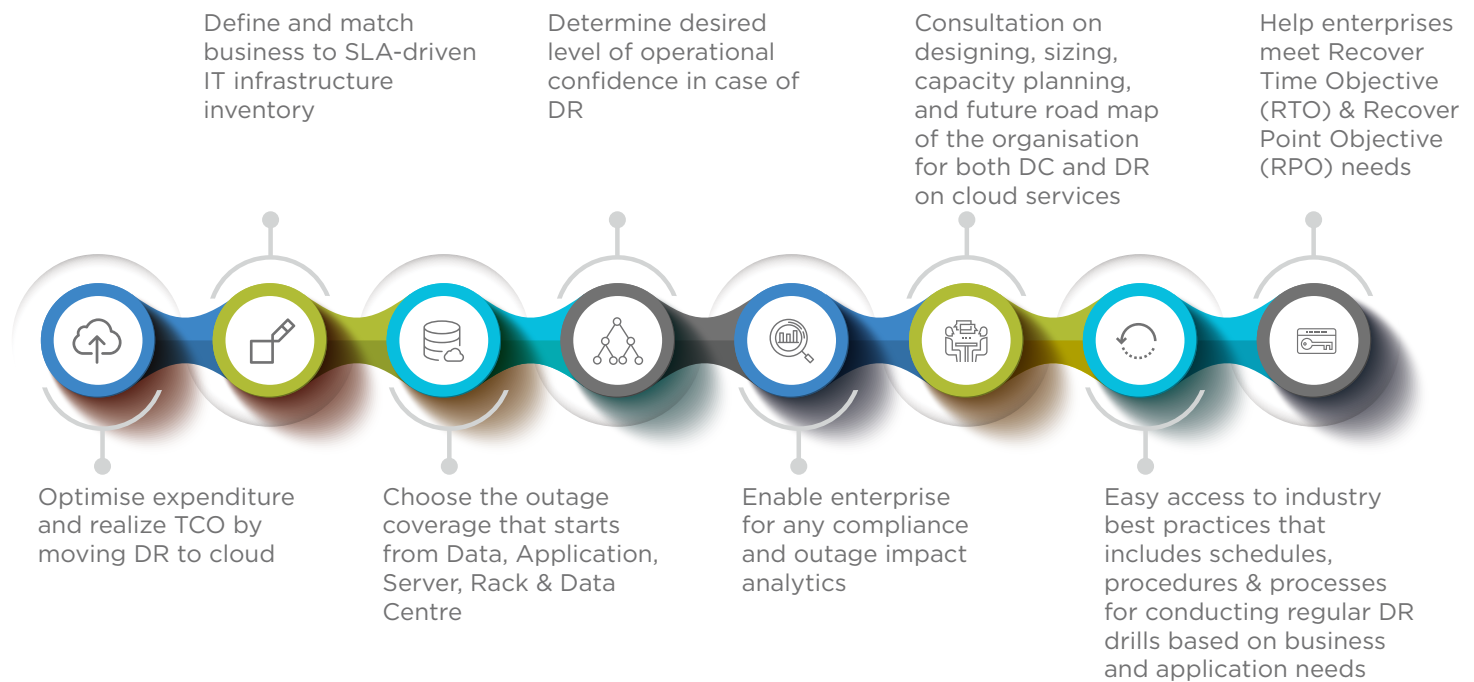 Define and match
business to SLA-driven
IT infrastructure
inventory
Determine desired
level of operational
confidence in case of
DR
Consultation on
designing, sizing,
capacity planning,
and future road map
of the organisation
for both DC and DR
on cloud services
Help enterprises
meet Recover
Time Objective
(RTO) & Recover
Point Objective
(RPO) needs
Optimise expenditure
and realize TCO by
moving DR to cloud
Choose the outage
coverage that starts
from Data, Application,
Server, Rack & Data
Centre
Enable enterprise
for any compliance
and outage impact
analytics
Easy access to industry
best practices that
includes schedules,
procedures & processes
for conducting regular DR
drills based on business
and application needs